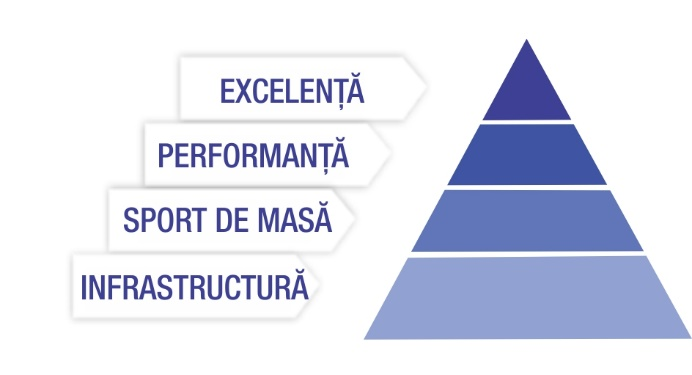 EXCELENȚĂ
PERFORMANȚĂ
SPORT DE MASĂ
INFRASTRUCTURĂ